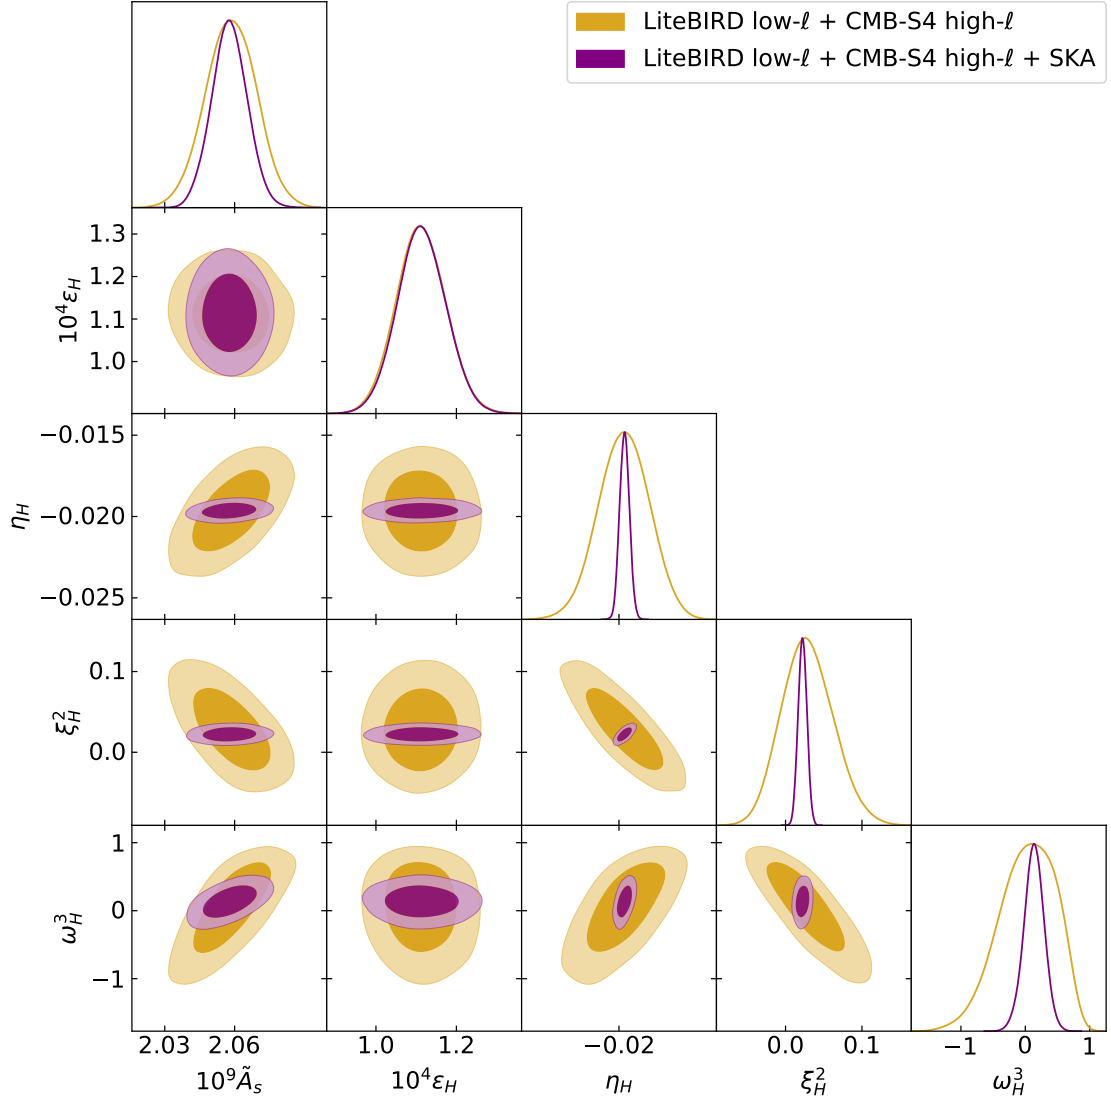 LiteBIRD low-ℓ + CMB-S4 high-ℓ
LiteBIRD low-ℓ + CMB-S4 high-ℓ + SKA
1.3
1.2
1.1
1.0
10⁴ε_H
−0.015
−0.020
−0.025
η_H
0.1
0.0
ξ²_H
1
0
−1
ω³_H
2.03 2.06
1.0 1.2
−0.02
0.0 0.1
−1 0 1
10⁹Ã_s
10⁴ε_H
η_H
ξ²_H
ω³_H